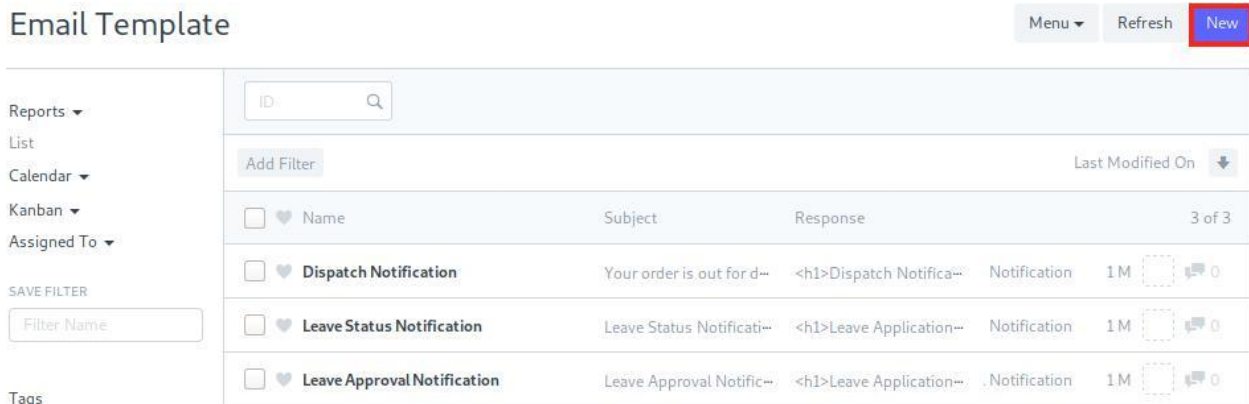 Email Template
Menu Refresh New
Reports
List
Calendar
Kanban
Assigned To
SAVE FILTER
Filter Name
Tags
ID
Add Filter Last Modified On
Name Subject Response 3 of 3
Dispatch Notification Your order is out for d··· <h1>Dispatch Notifica··· Notification 1 M 0
Leave Status Notification Leave Status Notificati··· <h1>Leave Application··· Notification 1 M 0
Leave Approval Notification Leave Approval Notific··· <h1>Leave Application··· . Notification 1 M 0